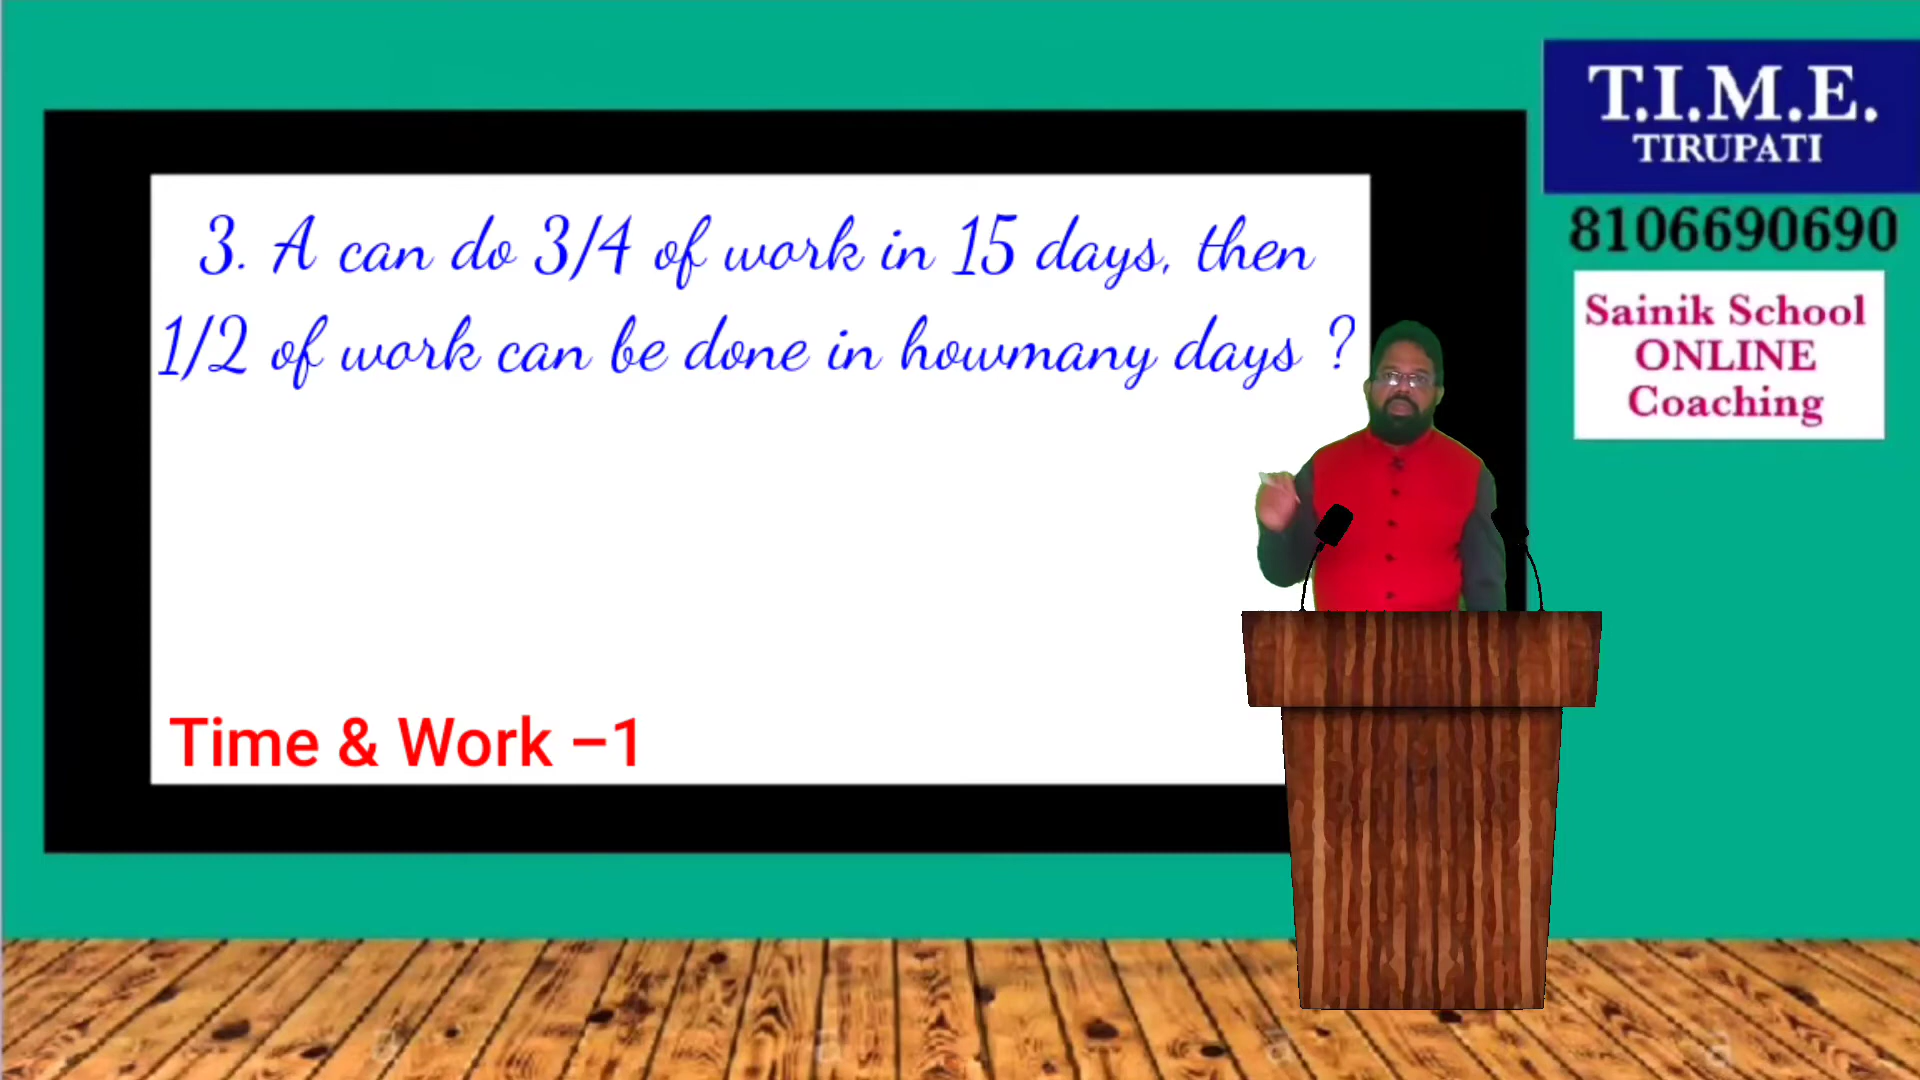 3. A can do 3/4 of work in 15 days, then
1/2 of work can be done in howmany days ?
Time & Work –1
T.I.M.E.
TIRUPATI
8106690690
Sainik School
ONLINE
Coaching